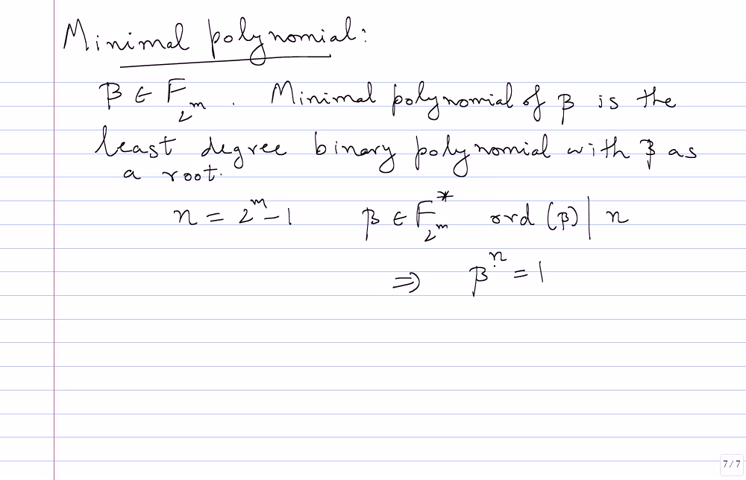 Minimal polynomial:
β ∈ F_{2^m}. Minimal polynomial of β is the
least degree binary polynomial with β as
a root.
n = 2^m - 1 β ∈ F_{2^m}^* ord (β) | n
⇒ β^n = 1
7 / 7